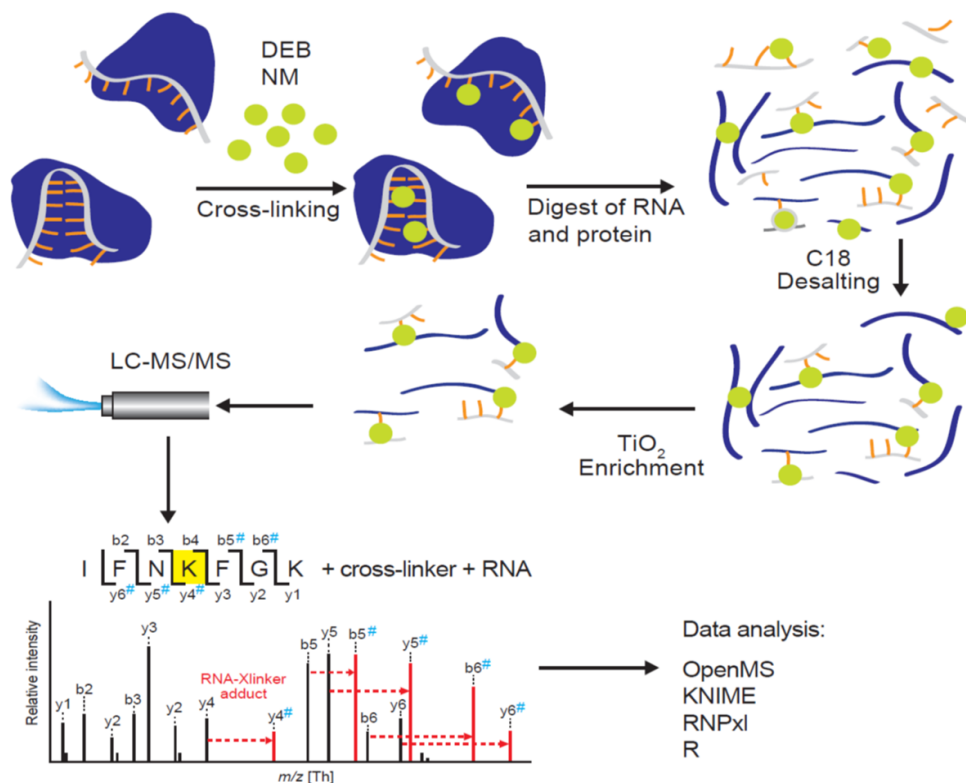 DEB
NM
Cross-linking
Digest of RNA
and protein
C18
Desalting
TiO2
Enrichment
LC-MS/MS
b2 b3 b4 b5# b6#
I F N K F G K + cross-linker + RNA
y6# y5# y4# y3 y2 y1
Relative intensity
y1
b2
y2
b3
y3
y2
y4
RNA-Xlinker
adduct
y4#
b5
y5
b5#
b6
y6
y5#
b6#
y6#
m/z [Th]
Data analysis:
OpenMS
KNIME
RNPxl
R